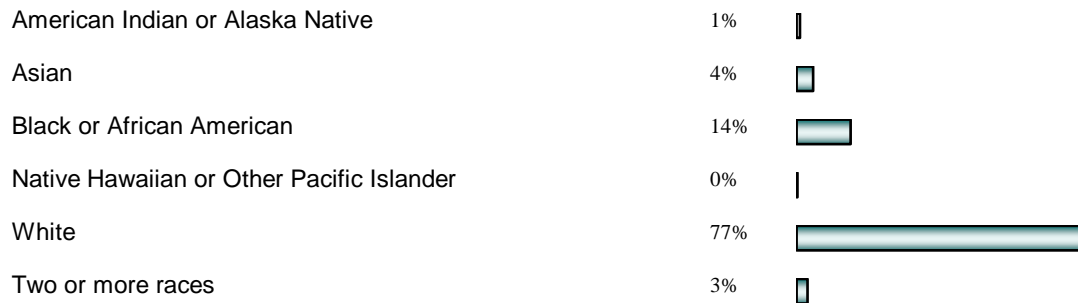 American Indian or Alaska Native 1%
Asian 4%
Black or African American 14%
Native Hawaiian or Other Pacific Islander 0%
White 77%
Two or more races 3%